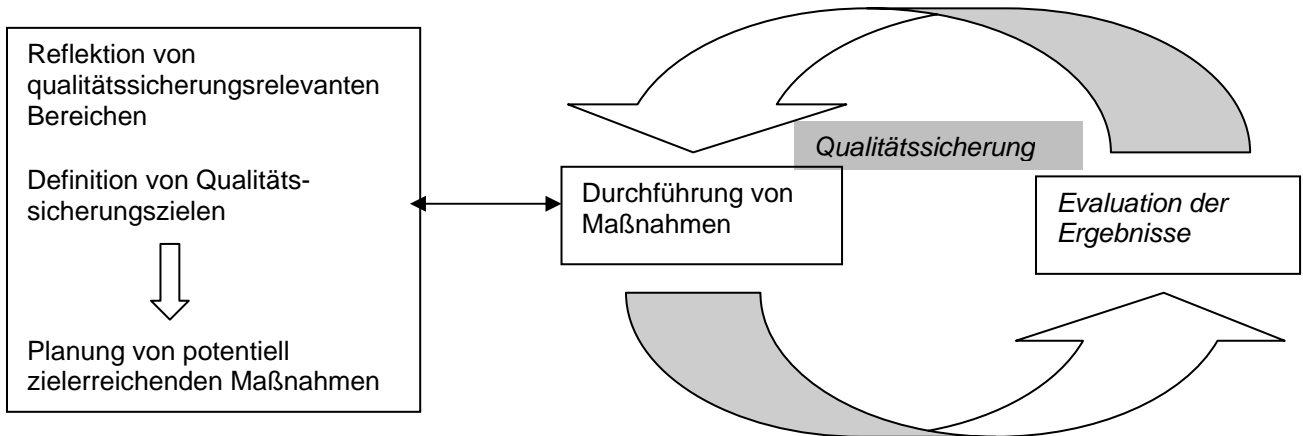 Reflektion von
qualitätssicherungsrelevanten
Bereichen
Definition von Qualitäts-
sicherungszielen
Planung von potentiell
zielerreichenden Maßnahmen
Qualitätssicherung
Durchführung von
Maßnahmen
Evaluation der
Ergebnisse